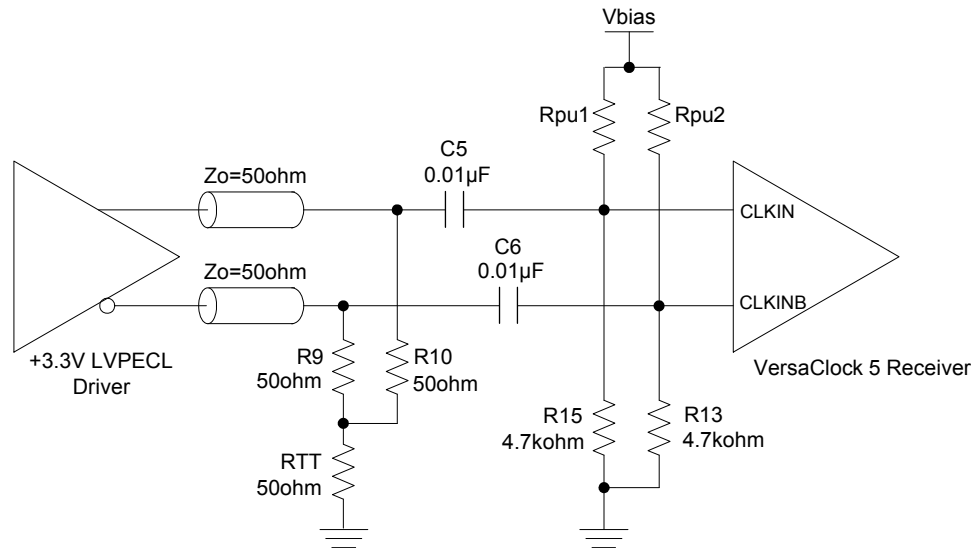 Vbias
Rpu1
Rpu2
C5
0.01µF
Zo=50ohm
CLKIN
C6
0.01µF
Zo=50ohm
CLKINB
+3.3V LVPECL
Driver
R9
50ohm
R10
50ohm
VersaClock 5 Receiver
R15
4.7kohm
R13
4.7kohm
RTT
50ohm